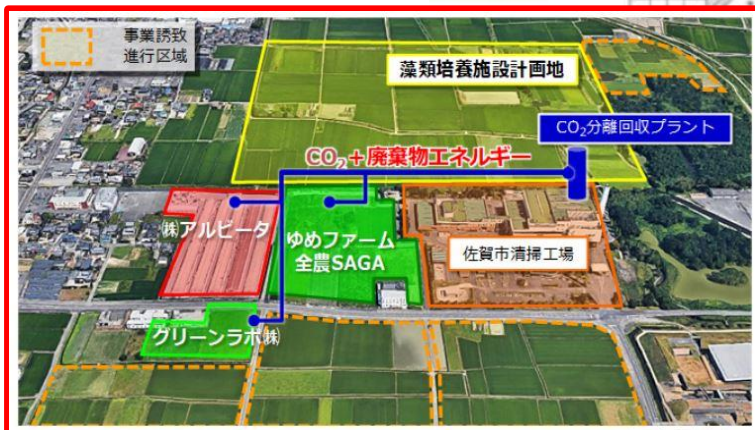 事業誘致
進行区域
藻類培養施設計画地
CO₂分離回収プラント
CO₂+廃棄物エネルギー
㈱アルビータ
ゆめファーム
全農SAGA
佐賀市清掃工場
グリーンラボ㈱